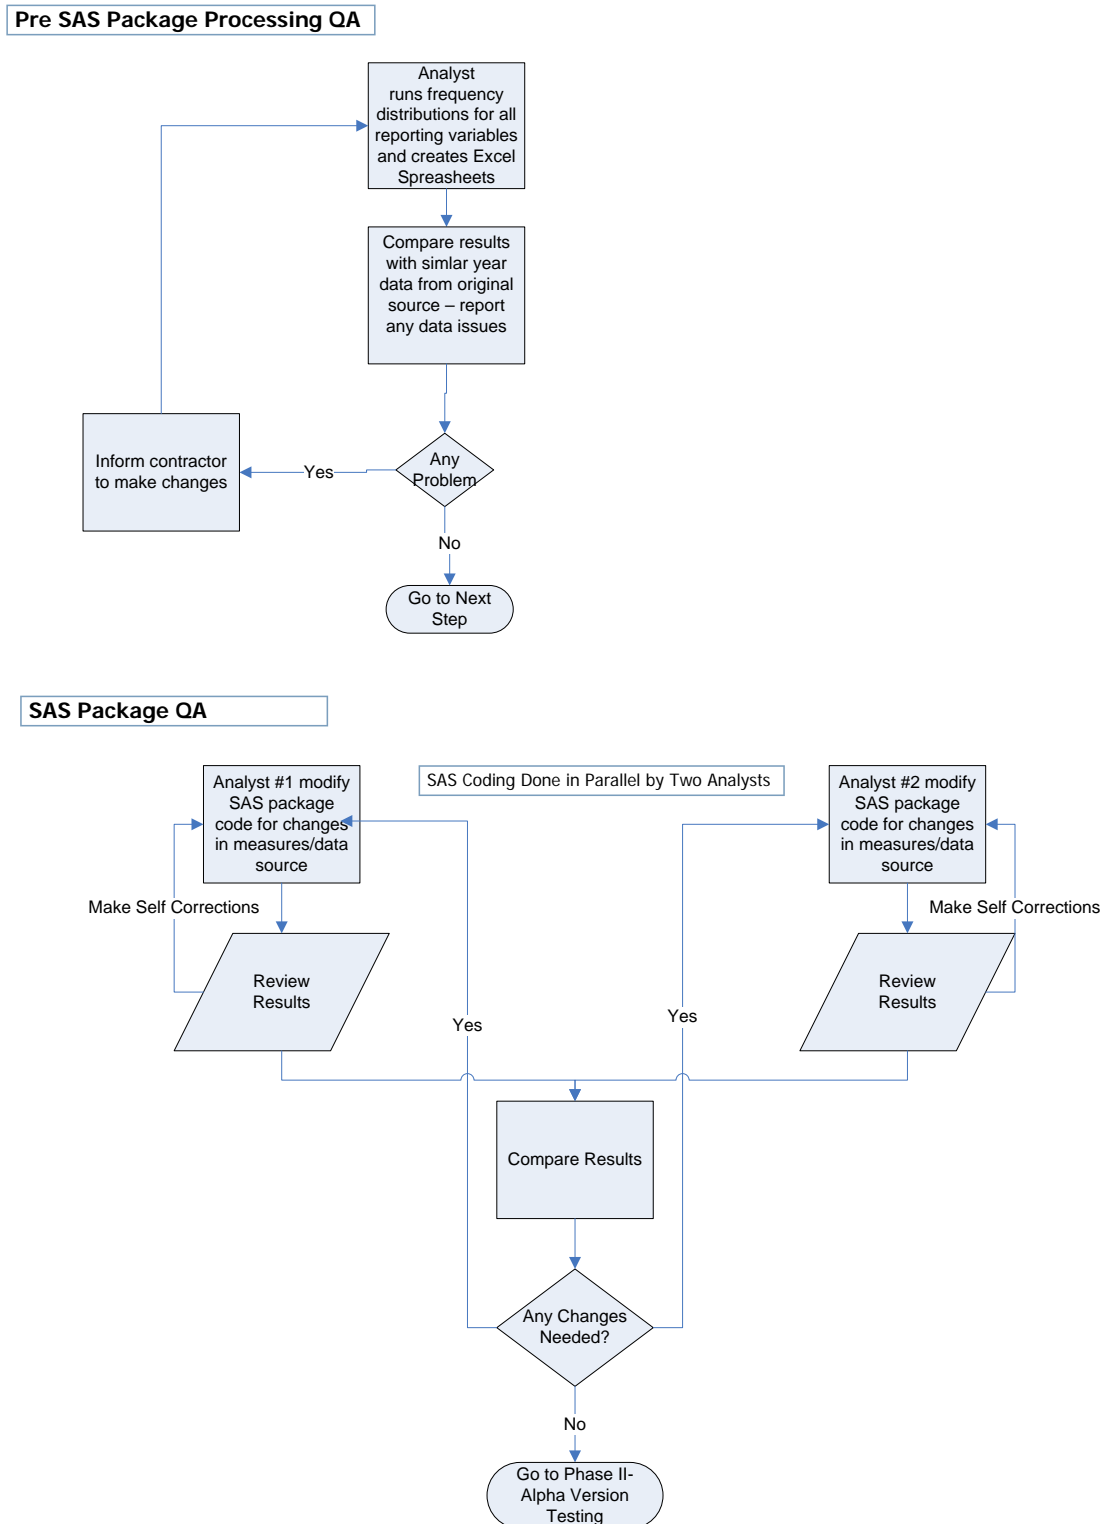 Pre SAS Package Processing QA
Analyst
runs frequency
distributions for all
reporting variables
and creates Excel
Spreasheets
Compare results
with simlar year
data from original
source – report
any data issues
Inform contractor
to make changes
Yes
Any
Problem
No
Go to Next
Step
SAS Package QA
Analyst #1 modify
SAS package
code for changes
in measures/data
source
SAS Coding Done in Parallel by Two Analysts
Analyst #2 modify
SAS package
code for changes
in measures/data
source
Make Self Corrections
Make Self Corrections
Review
Results
Review
Results
Yes
Yes
Compare Results
Any Changes
Needed?
No
Go to Phase II-
Alpha Version
Testing